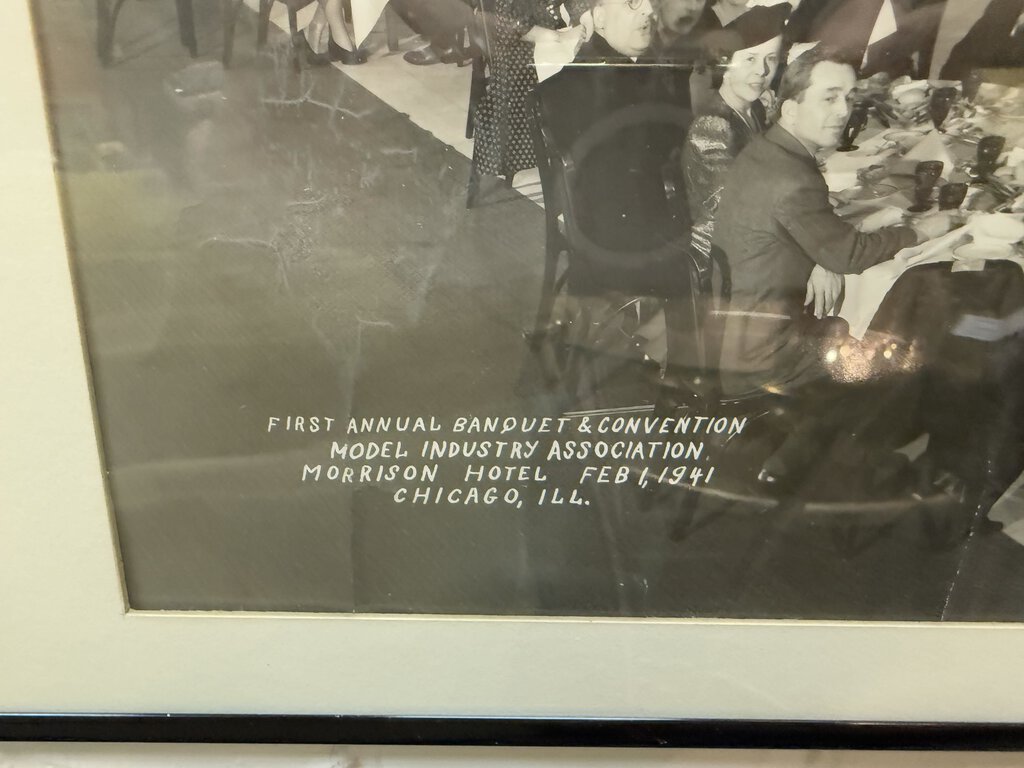 FIRST ANNUAL BANQUET & CONVENTION
MODEL INDUSTRY ASSOCIATION.
MORRISON HOTEL FEB 1, 1941
CHICAGO, ILL.